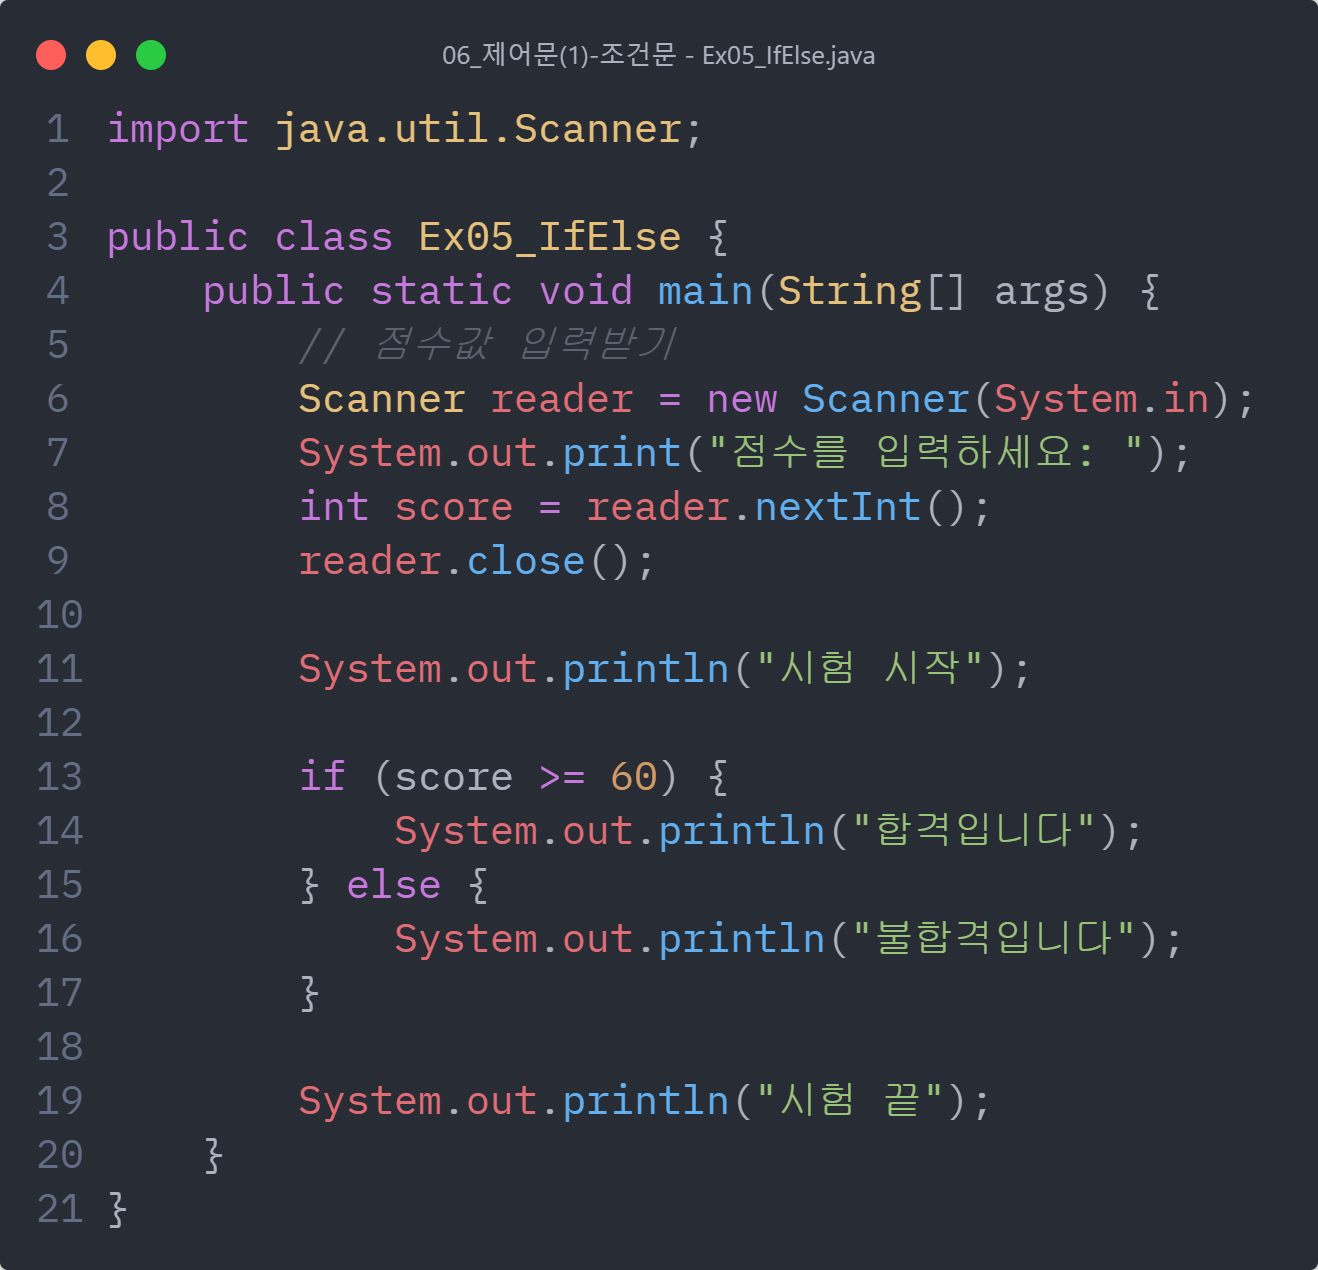 06_제어문(1)-조건문 - Ex05_IfElse.java
1 import java.util.Scanner;
2
3 public class Ex05_IfElse {
4     public static void main(String[] args) {
5         // 점수값 입력받기
6         Scanner reader = new Scanner(System.in);
7         System.out.print("점수를 입력하세요: ");
8         int score = reader.nextInt();
9         reader.close();
10
11         System.out.println("시험 시작");
12
13         if (score >= 60) {
14             System.out.println("합격입니다");
15         } else {
16             System.out.println("불합격입니다");
17         }
18
19         System.out.println("시험 끝");
20     }
21 }